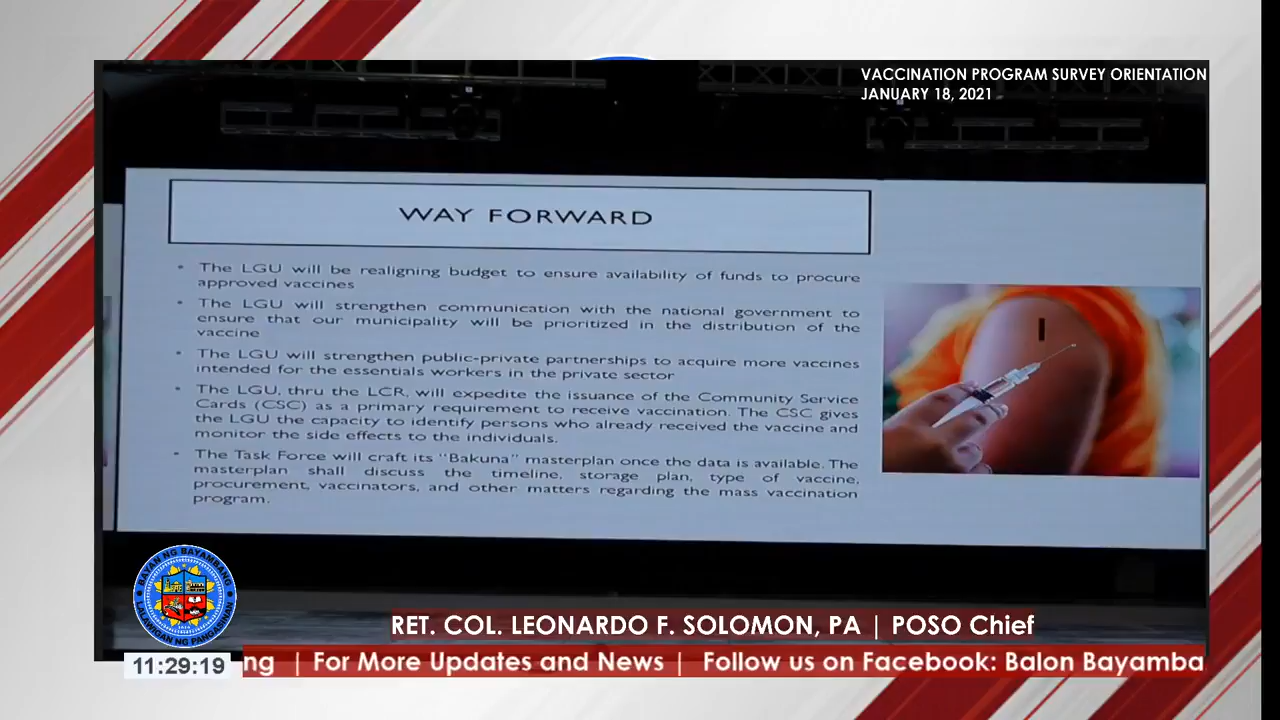 VACCINATION PROGRAM SURVEY ORIENTATION
JANUARY 18, 2021
WAY FORWARD
• The LGU will be realigning budget to ensure availability of funds to procure
approved vaccines
• The LGU will strengthen communication with the national government to
ensure that our municipality will be prioritized in the distribution of the
vaccine
• The LGU will strengthen public-private partnerships to acquire more vaccines
intended for the essentials workers in the private sector
• The LGU, thru the LCR, will expedite the issuance of the Community Service
Cards (CSC) as a primary requirement to receive vaccination. The CSC gives
the LGU the capacity to identify persons who already received the vaccine and
monitor the side effects to the individuals.
• The Task Force will craft its "Bakuna" masterplan once the data is available. The
masterplan shall discuss the timeline, storage plan, type of vaccine,
procurement, vaccinators, and other matters regarding the mass vaccination
program.
BAYAN NG BAYAMBANG
LALAWIGAN NG PANGASINAN
RET. COL. LEONARDO F. SOLOMON, PA | POSO Chief
11:29:19
ng | For More Updates and News | Follow us on Facebook: Balon Bayamba